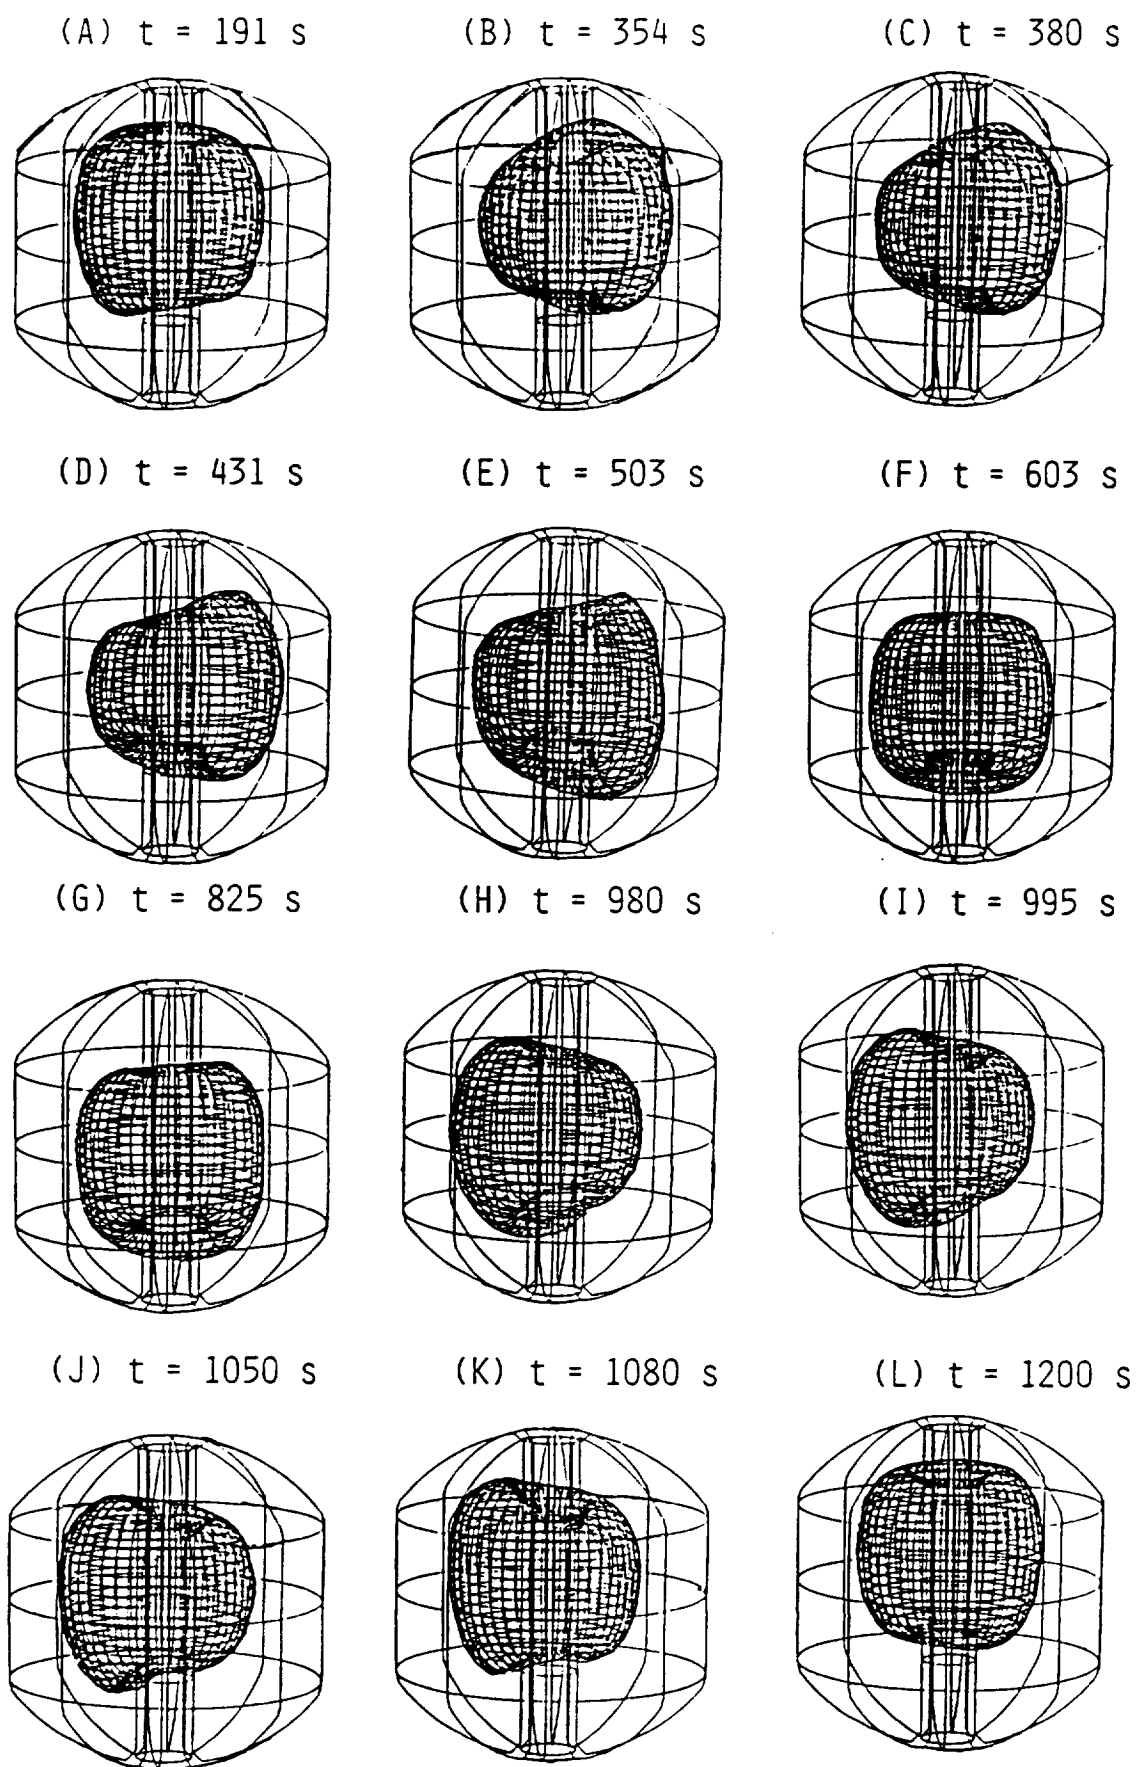 (A) t = 191 s
(B) t = 354 s
(C) t = 380 s
(D) t = 431 s
(E) t = 503 s
(F) t = 603 s
(G) t = 825 s
(H) t = 980 s
(I) t = 995 s
(J) t = 1050 s
(K) t = 1080 s
(L) t = 1200 s